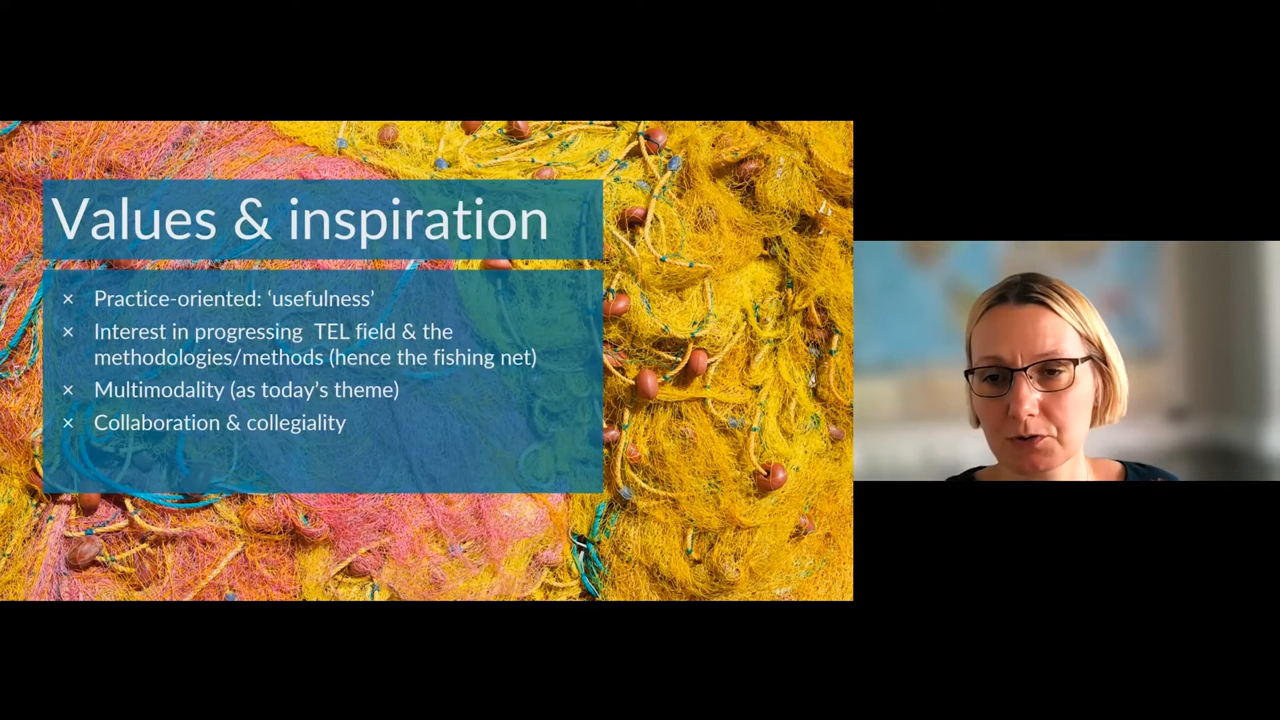 Values & inspiration
× Practice-oriented: ‘usefulness’
× Interest in progressing  TEL field & the
methodologies/methods (hence the fishing net)
× Multimodality (as today’s theme)
× Collaboration & collegiality